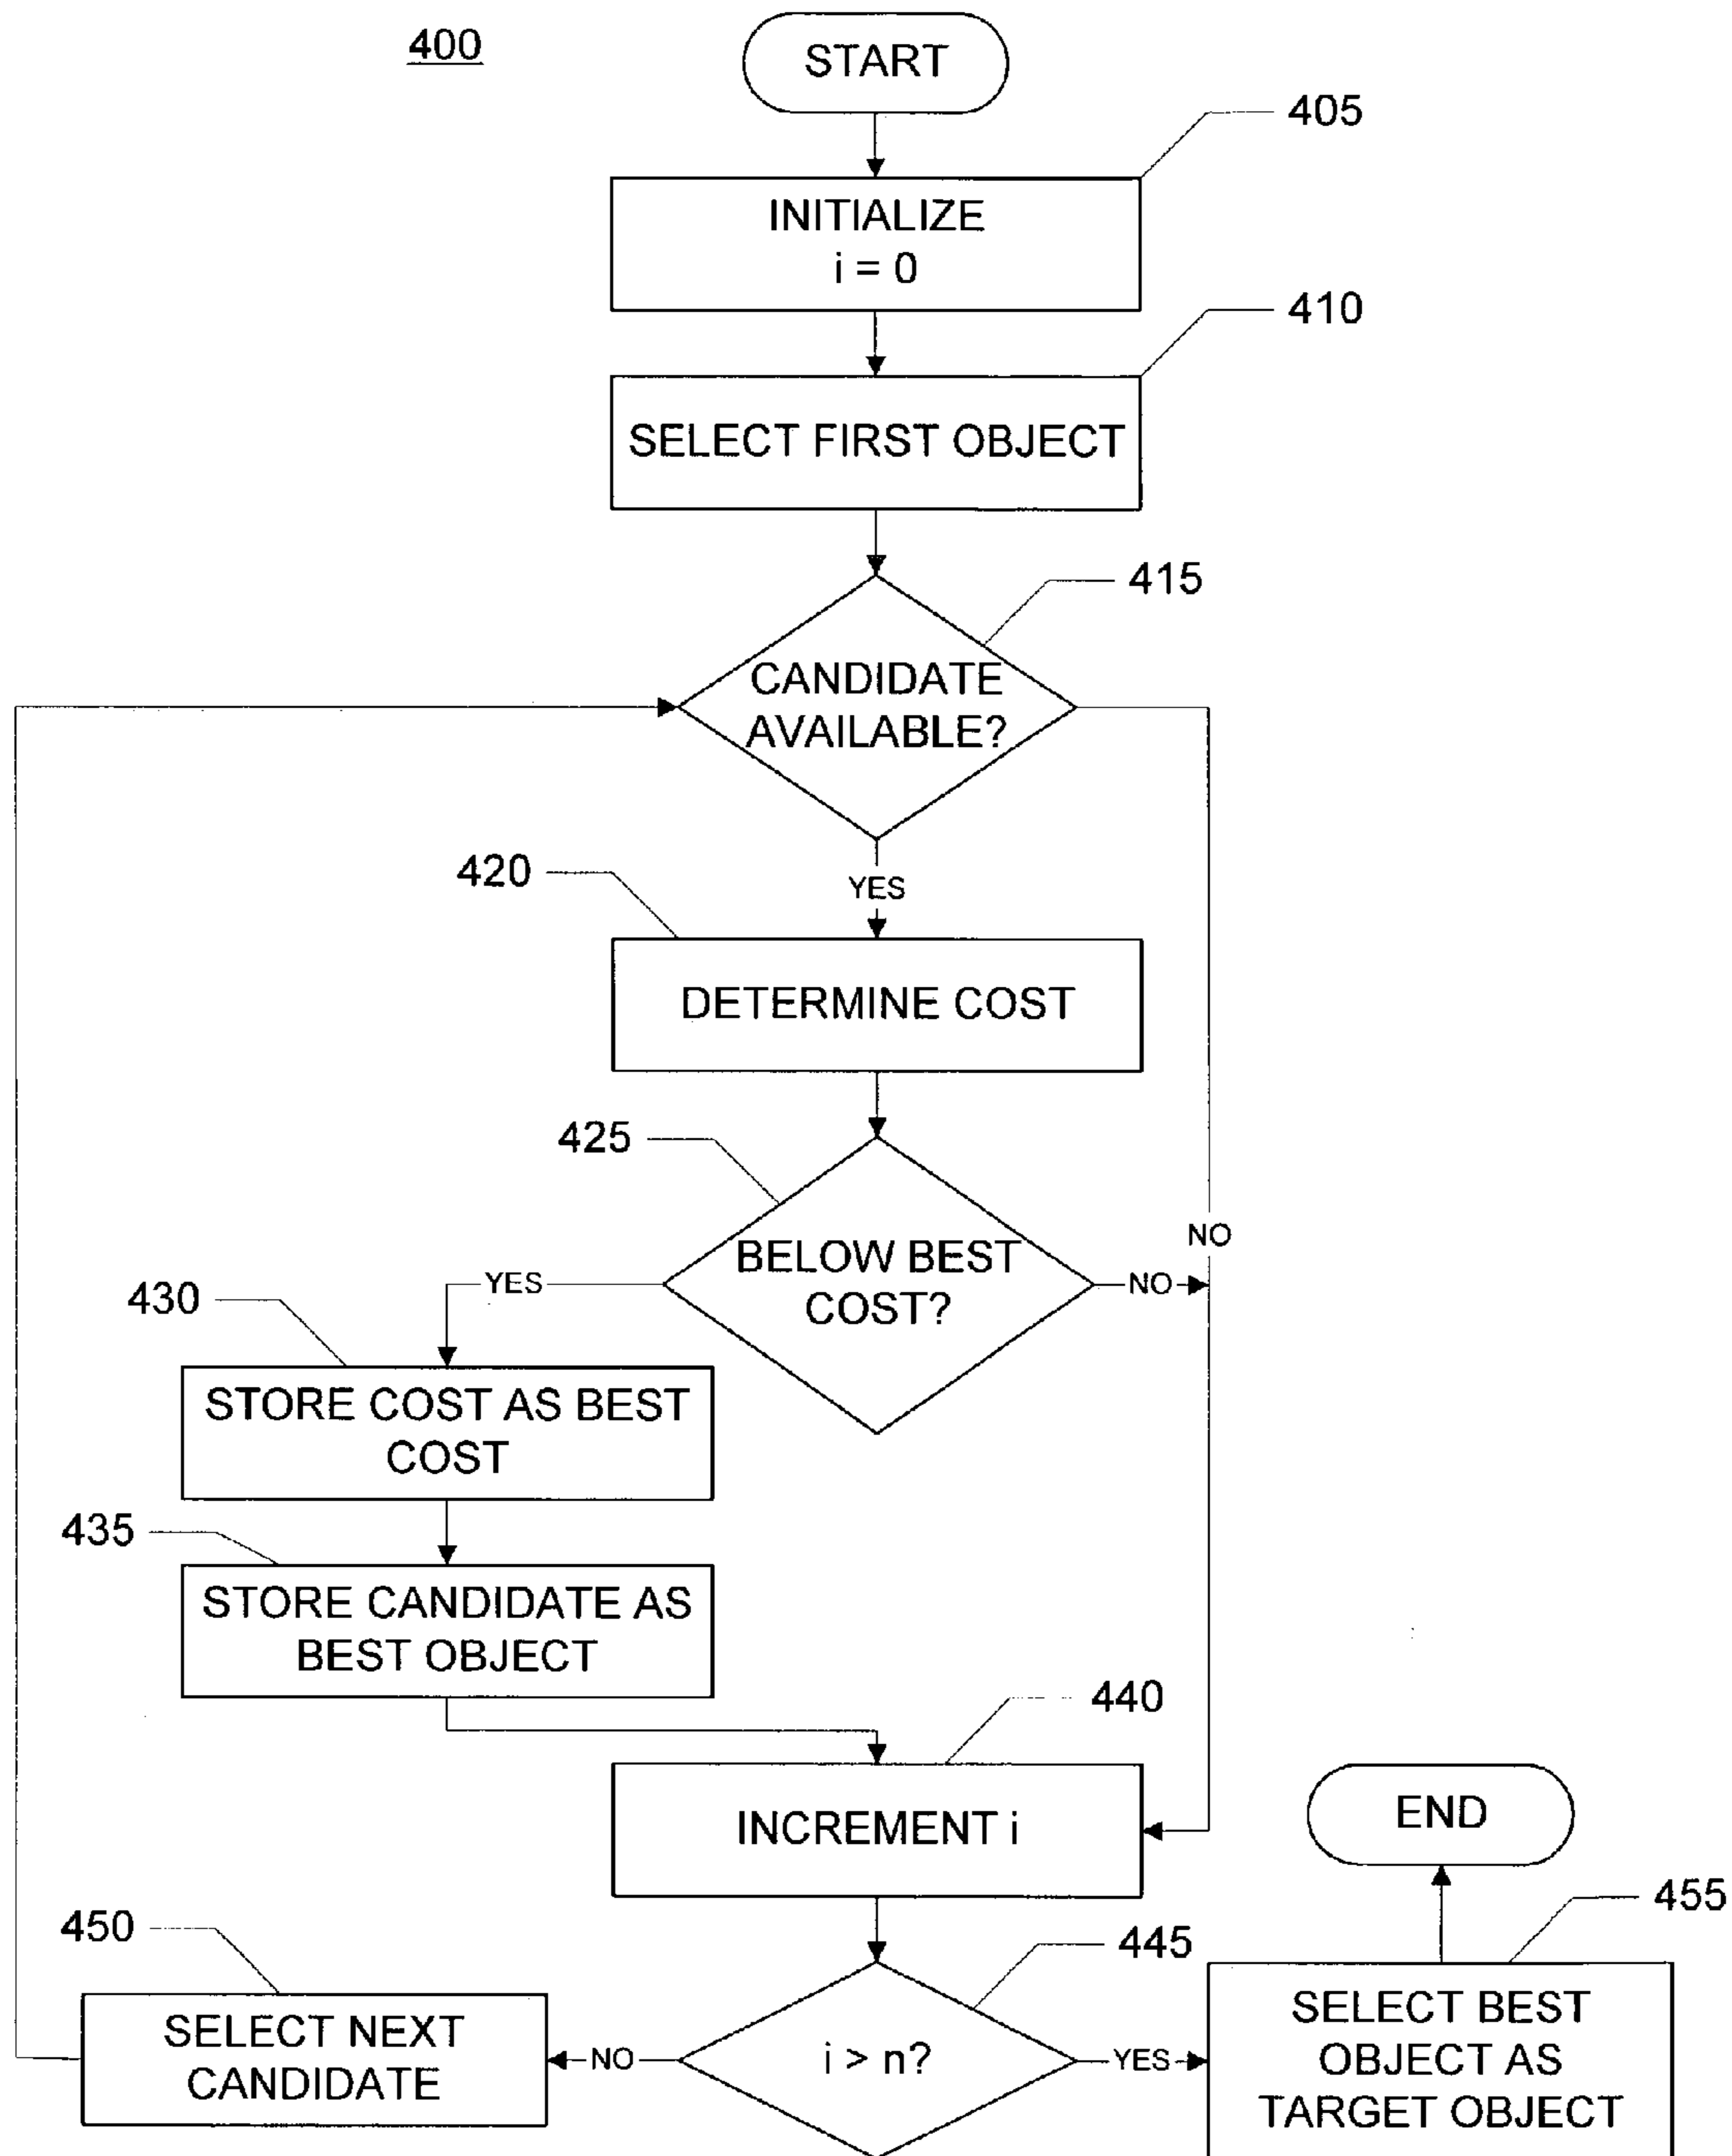 400
START
405
INITIALIZE
i = 0
410
SELECT FIRST OBJECT
415
CANDIDATE
AVAILABLE?
420
YES
DETERMINE COST
425
BELOW BEST
COST?
NO
NO
YES
430
STORE COST AS BEST
COST
435
STORE CANDIDATE AS
BEST OBJECT
440
INCREMENT i
END
455
450
445
SELECT NEXT
CANDIDATE
NO
i > n?
YES
SELECT BEST
OBJECT AS
TARGET OBJECT